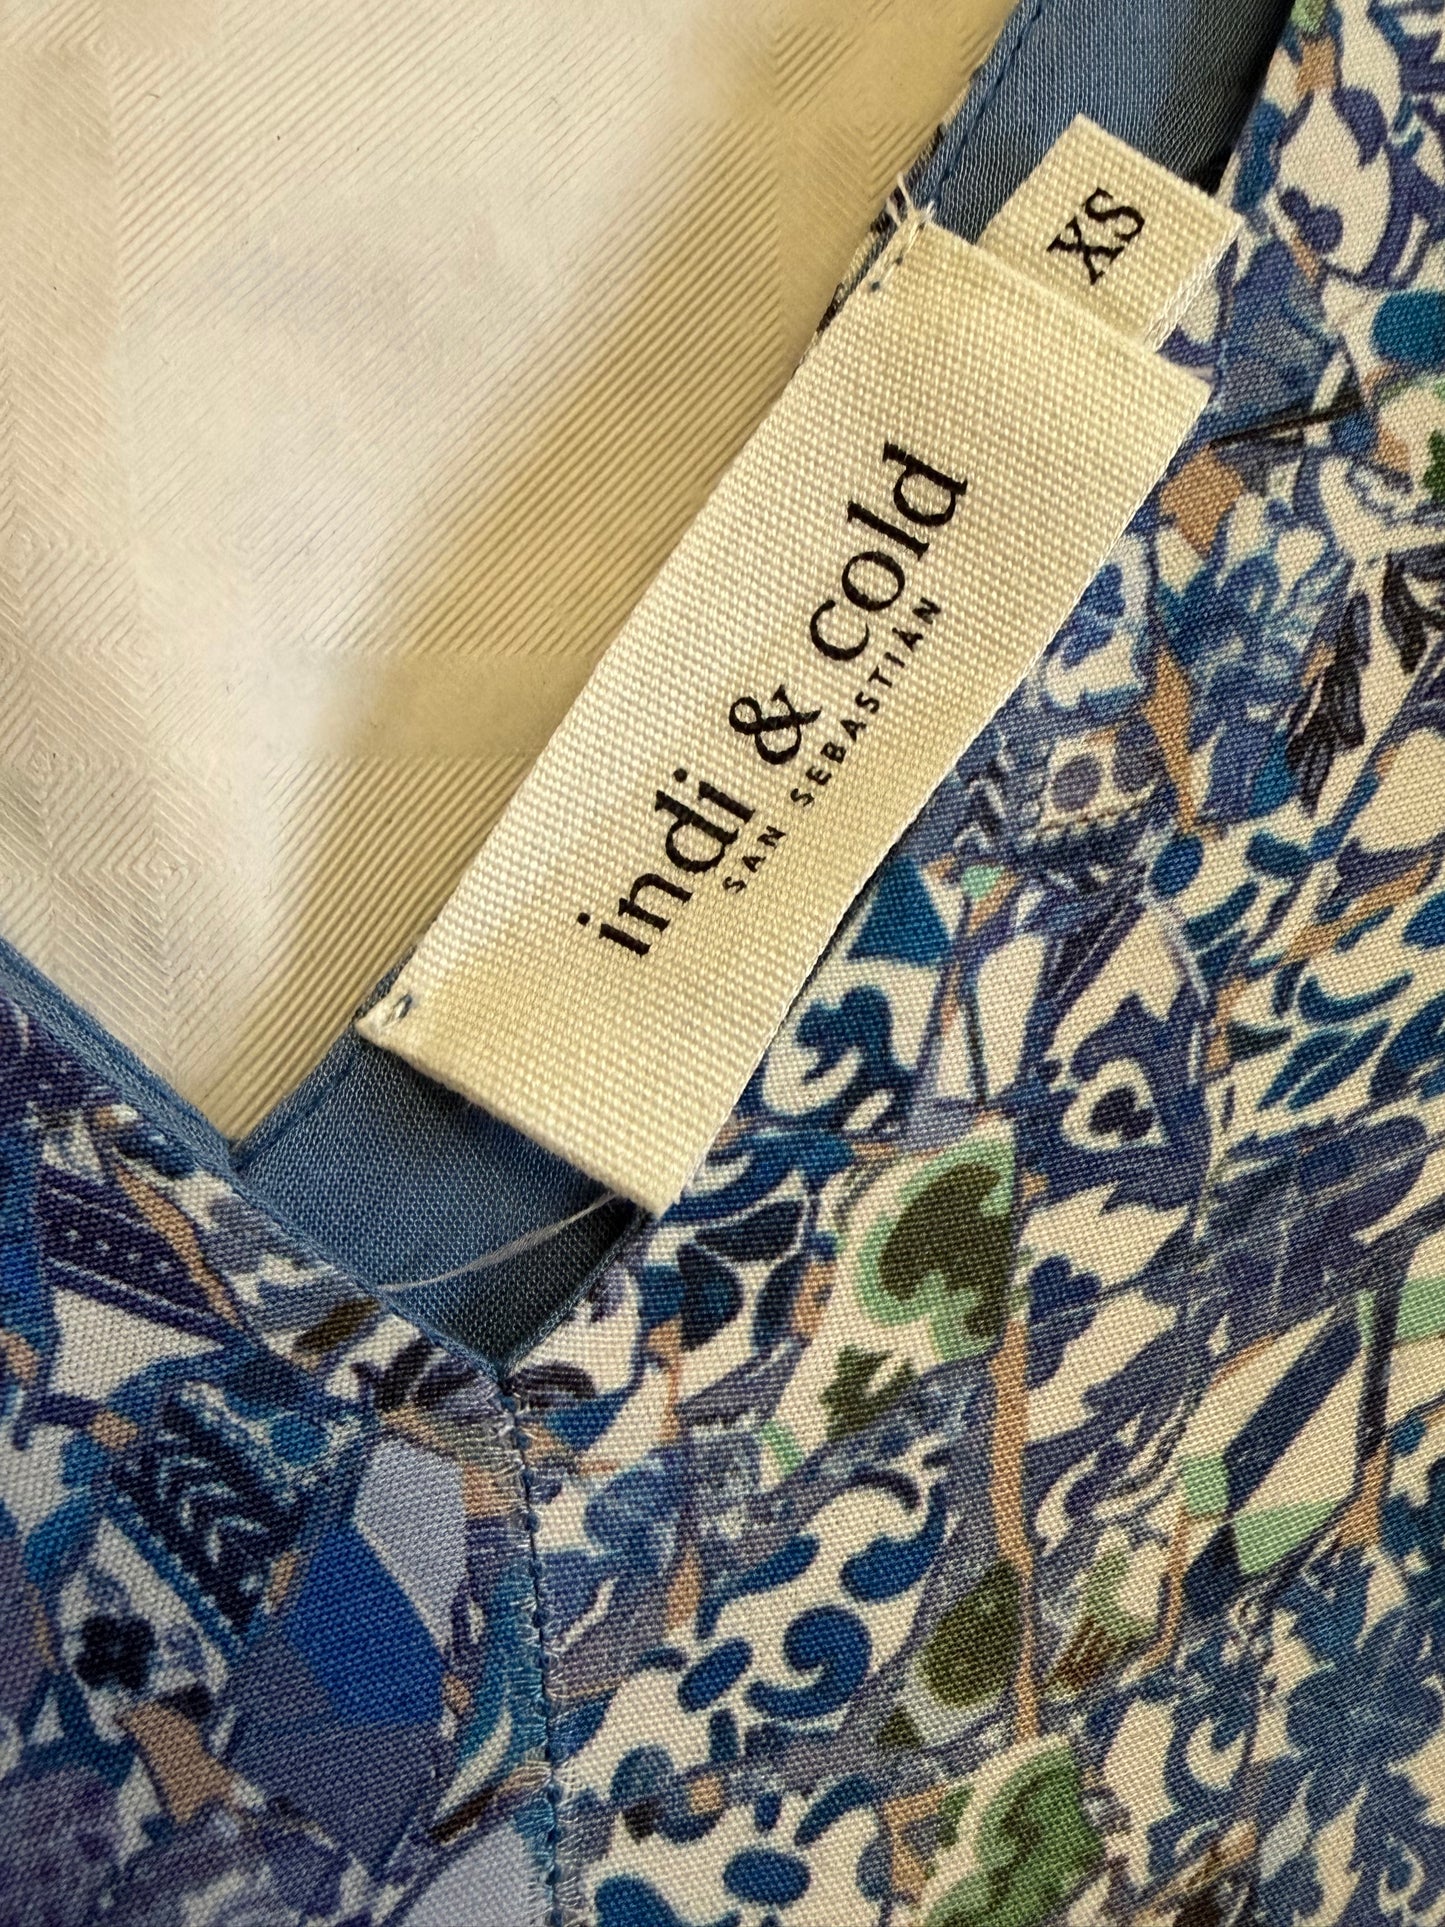 indi & cold
SAN SEBASTIÁN
XS